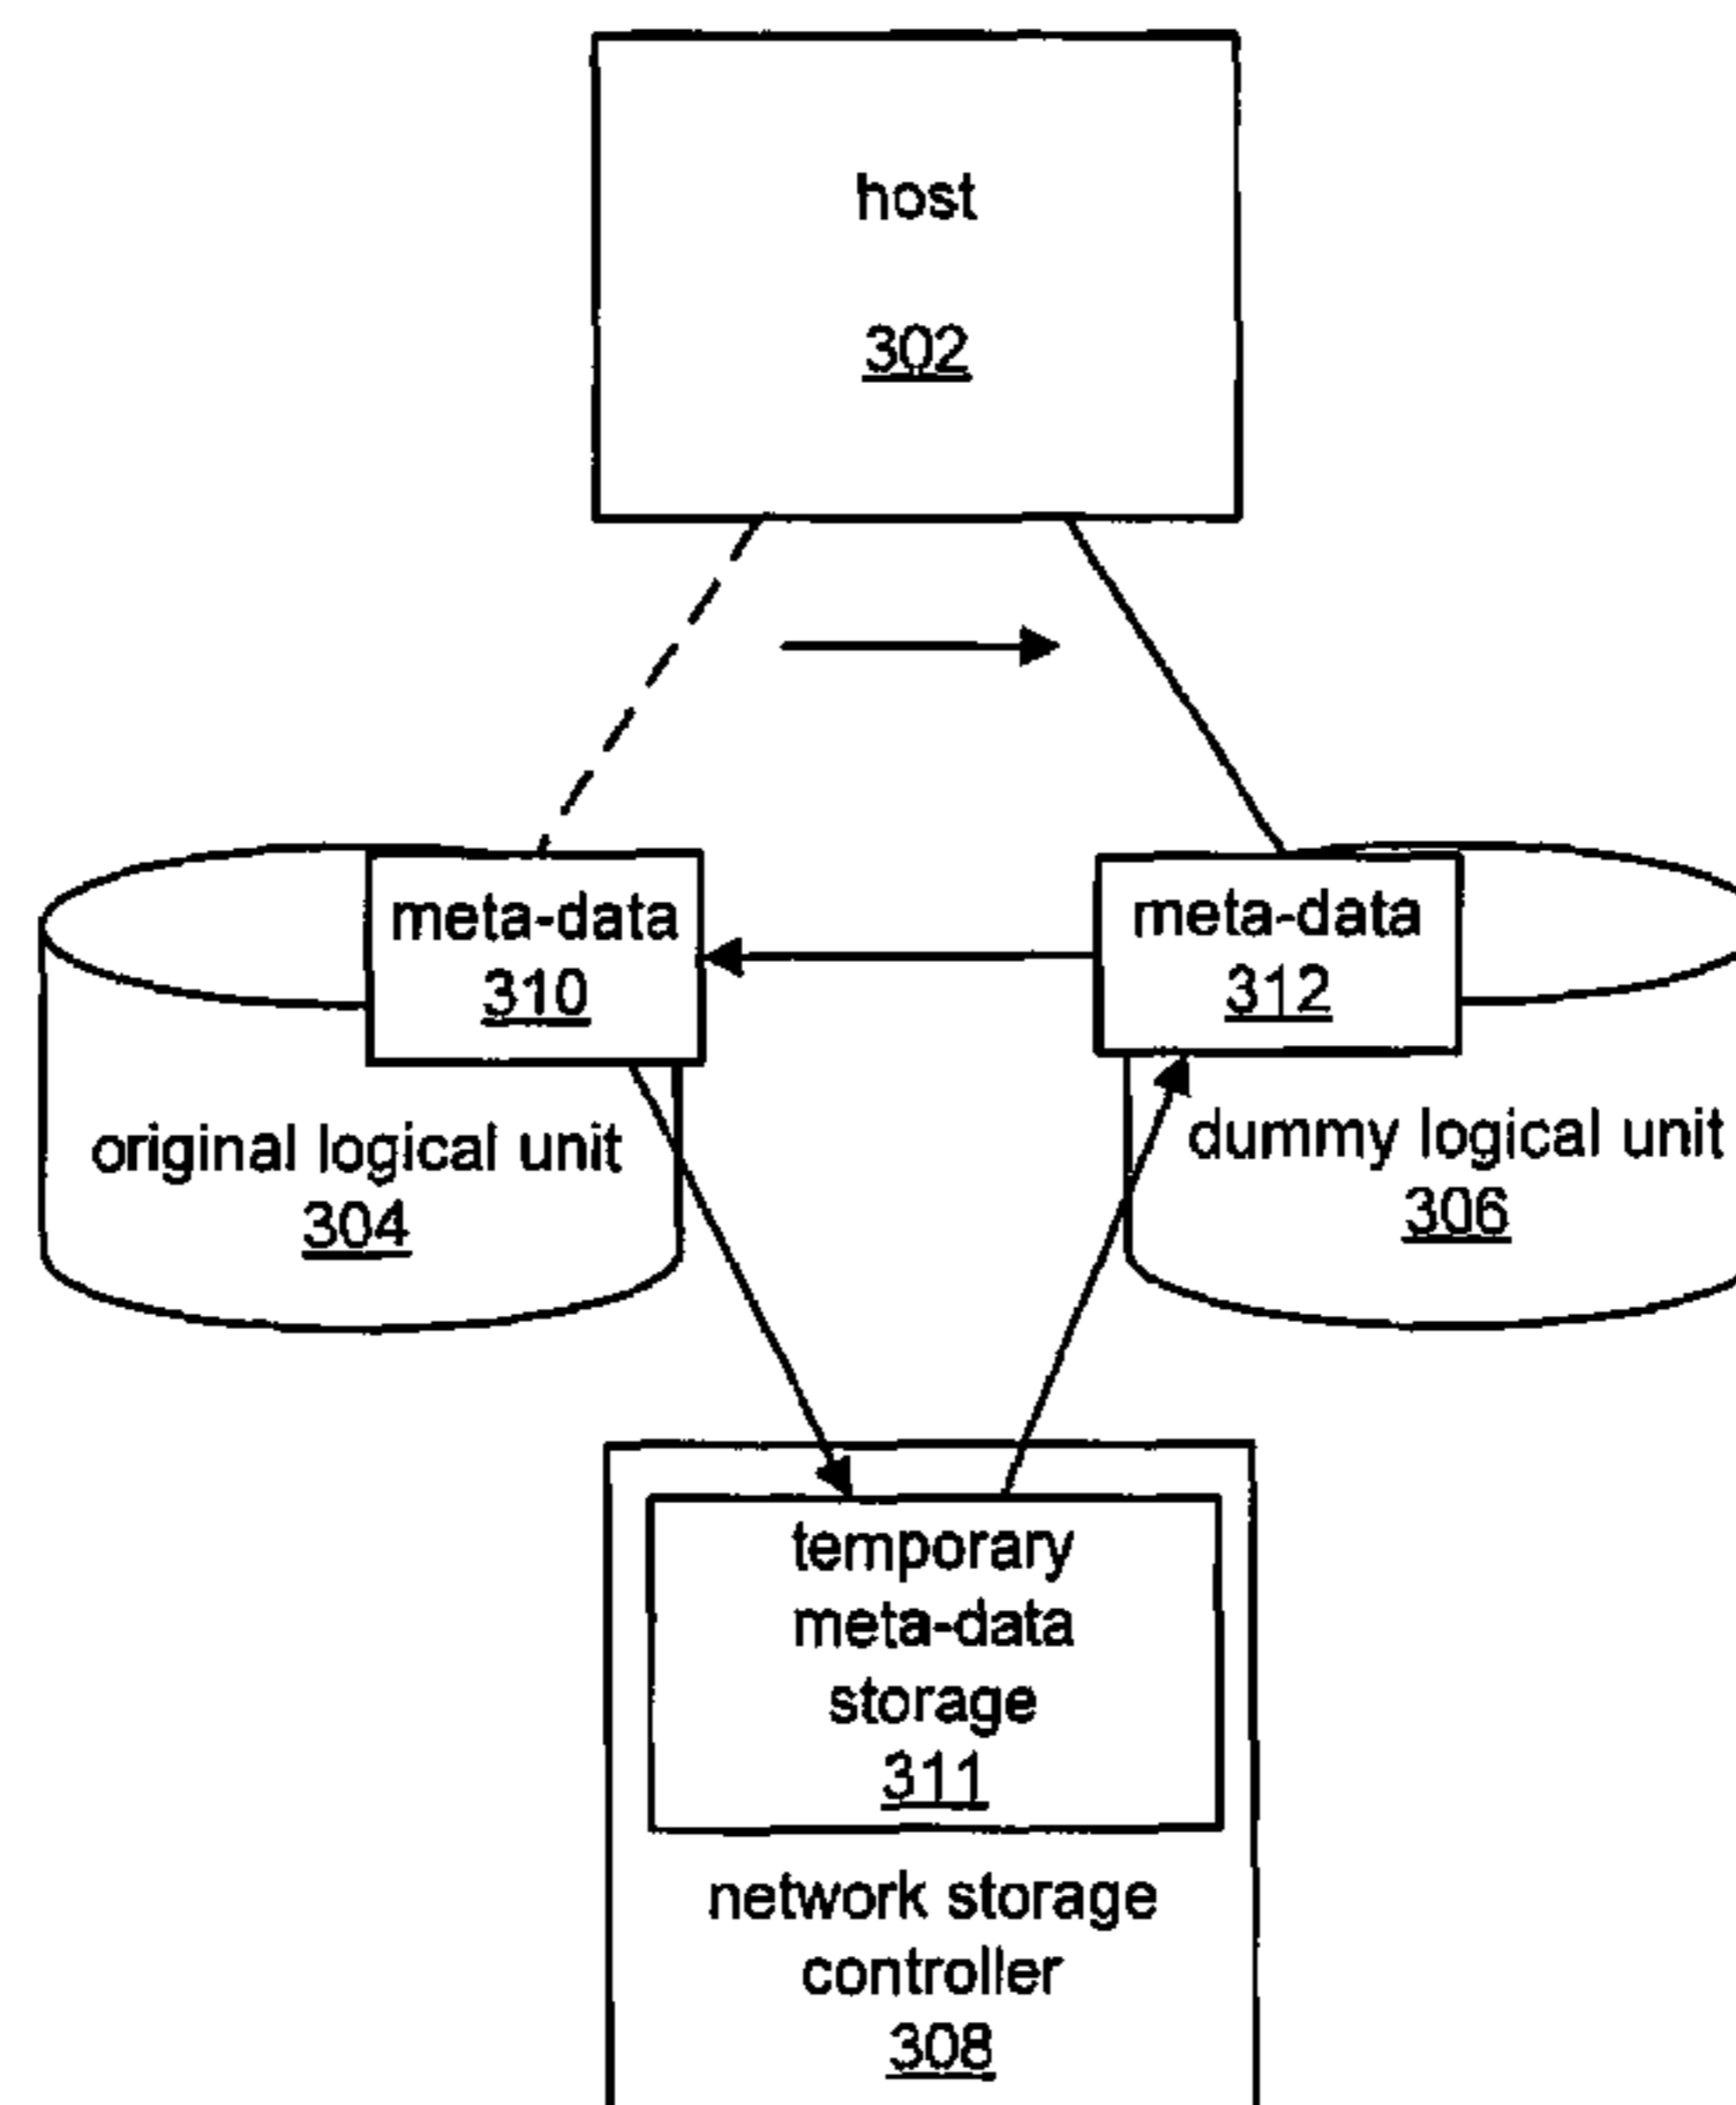 host
302
meta-data
310
meta-data
312
original logical unit
304
dummy logical unit
306
temporary
meta-data
storage
311
network storage
controller
308